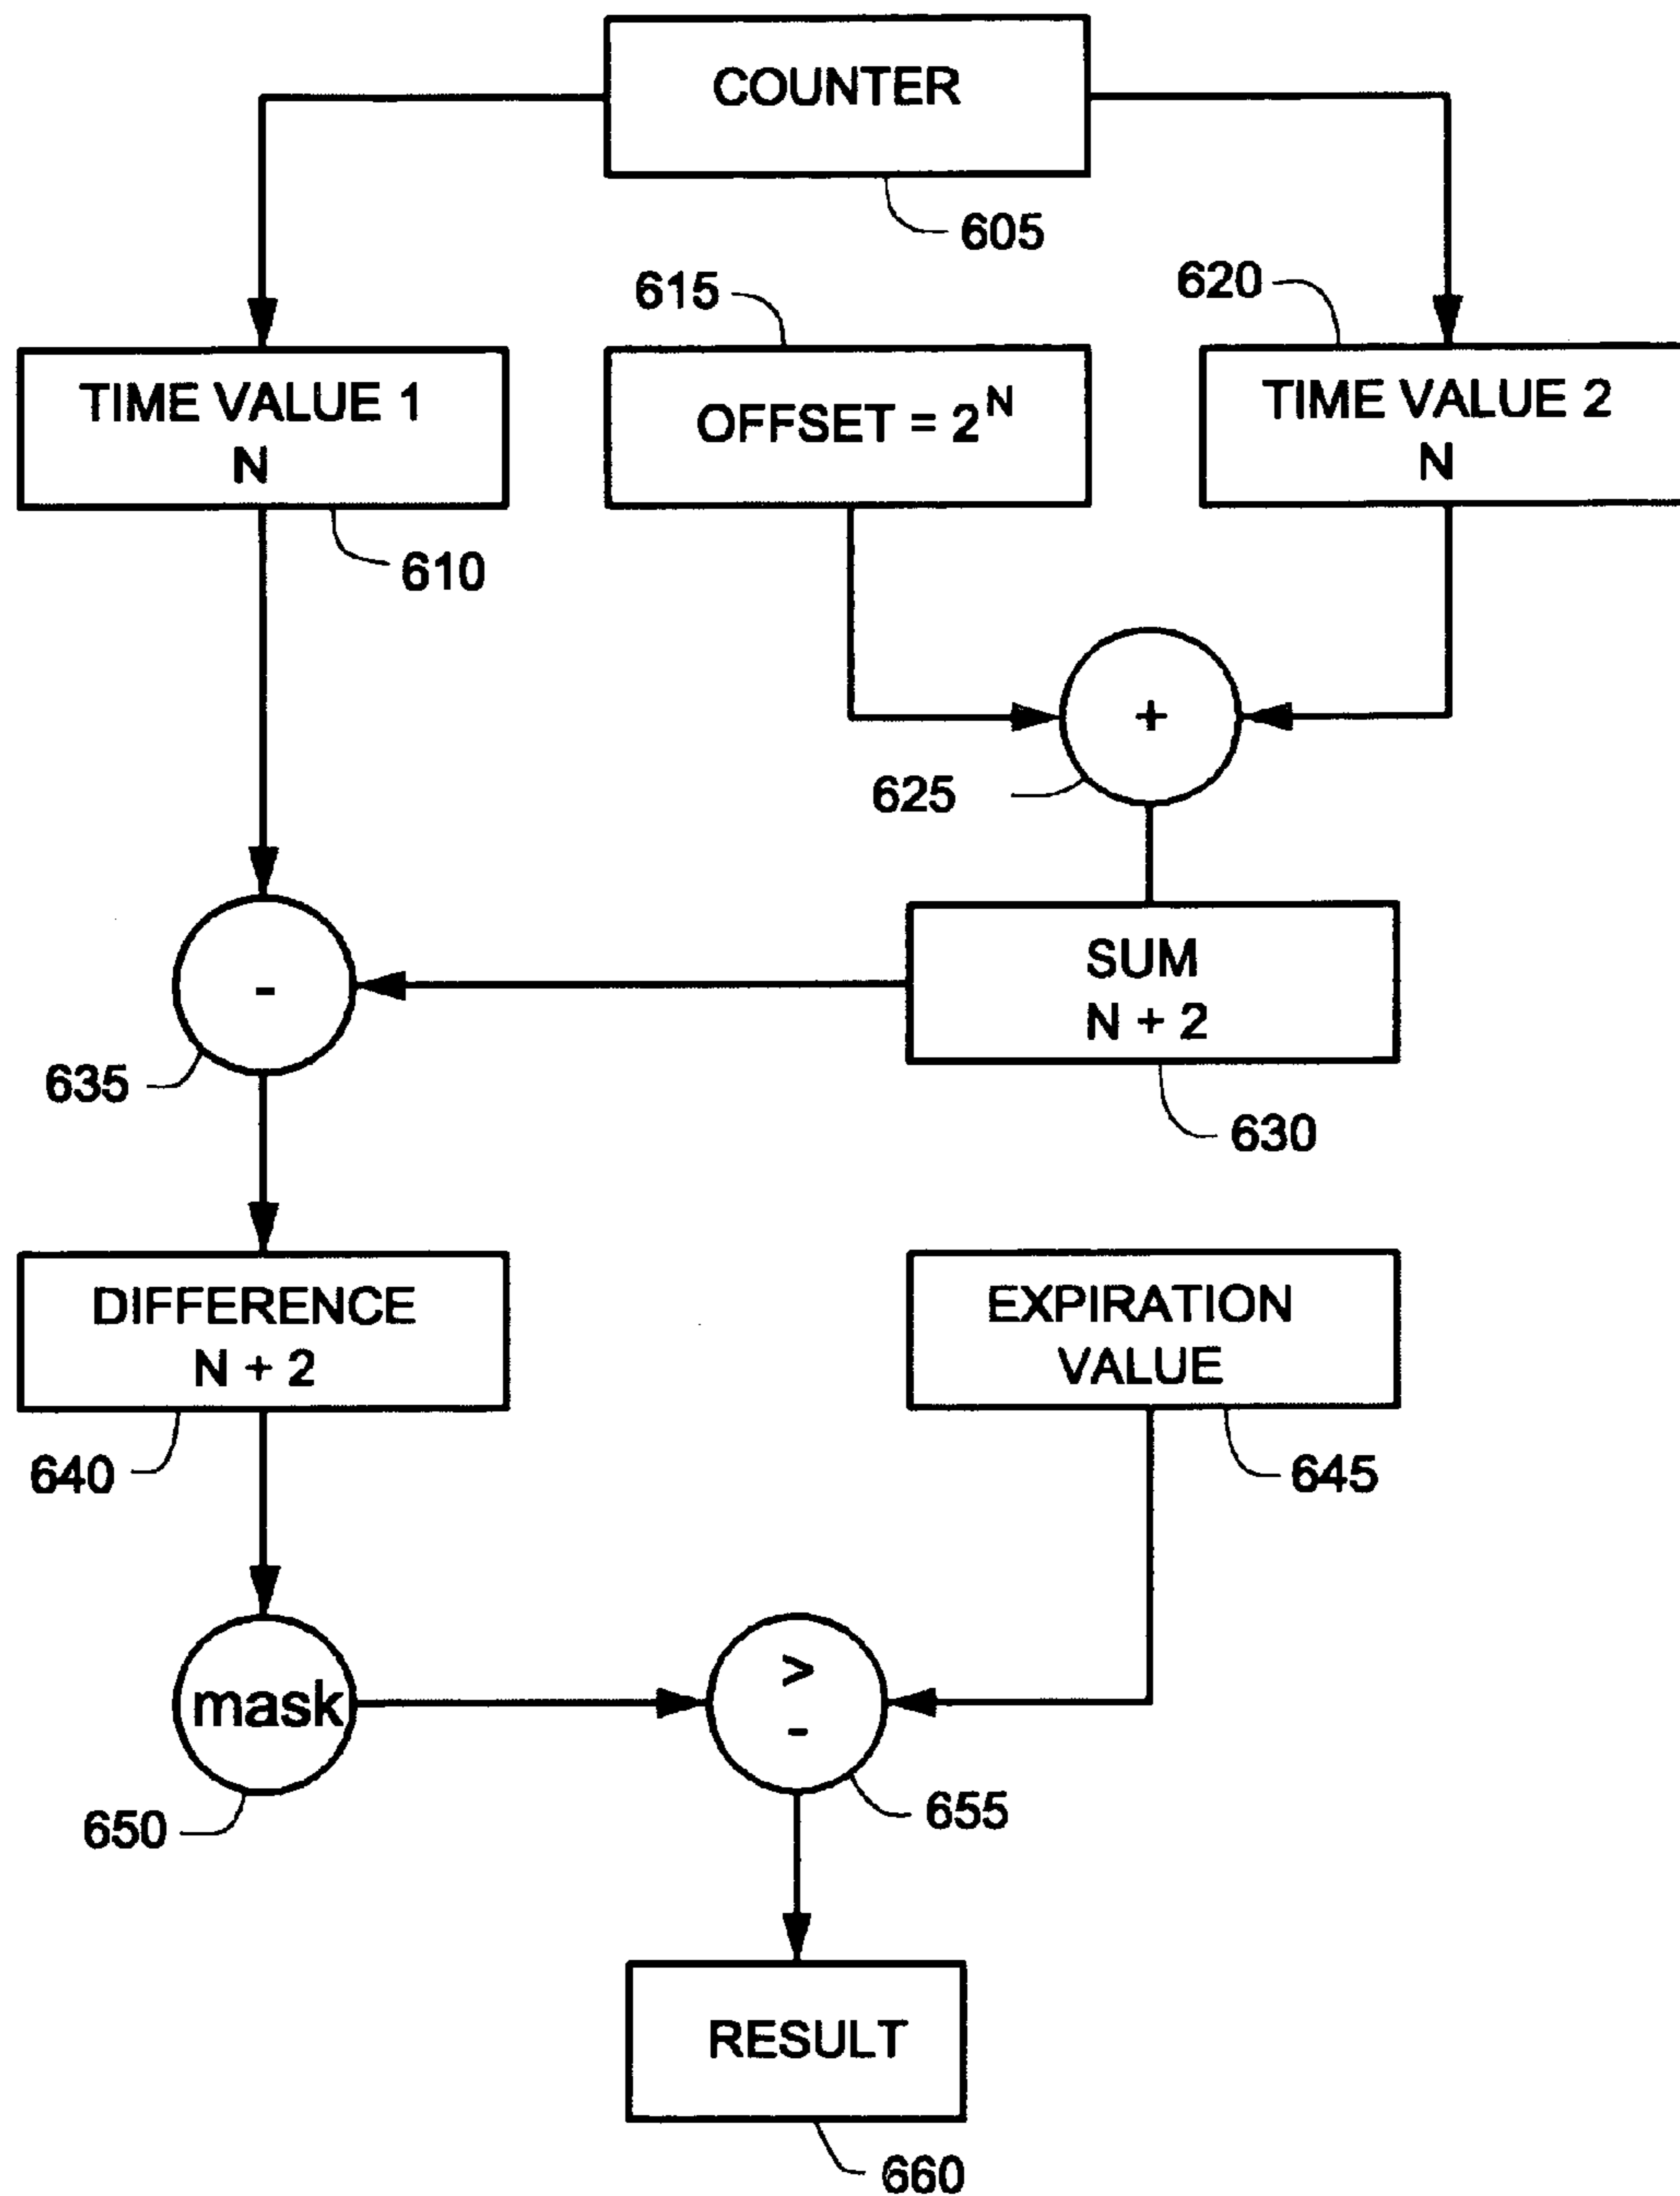 COUNTER
605
615
620
TIME VALUE 1
N
OFFSET = 2^N
TIME VALUE 2
N
610
+
625
-
SUM
N + 2
635
630
DIFFERENCE
N + 2
EXPIRATION
VALUE
640
645
mask
>
-
650
655
RESULT
660